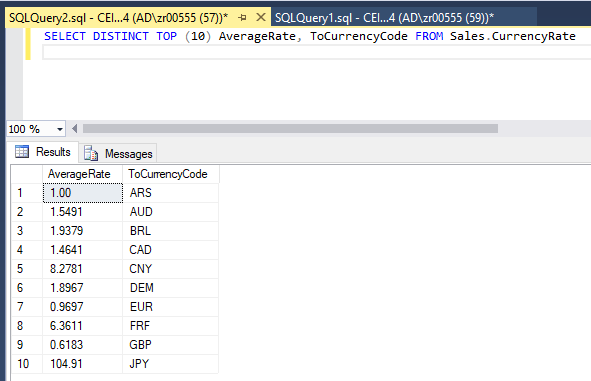 SQLQuery2.sql - CEI...4 (AD\zr00555 (57))* SQLQuery1.sql - CEI...4 (AD\zr00555 (59))*
SELECT DISTINCT TOP (10) AverageRate, ToCurrencyCode FROM Sales.CurrencyRate
100 %
Results Messages
AverageRate ToCurrencyCode
1 1.00 ARS
2 1.5491 AUD
3 1.9379 BRL
4 1.4641 CAD
5 8.2781 CNY
6 1.8967 DEM
7 0.9697 EUR
8 6.3611 FRF
9 0.6183 GBP
10 104.91 JPY